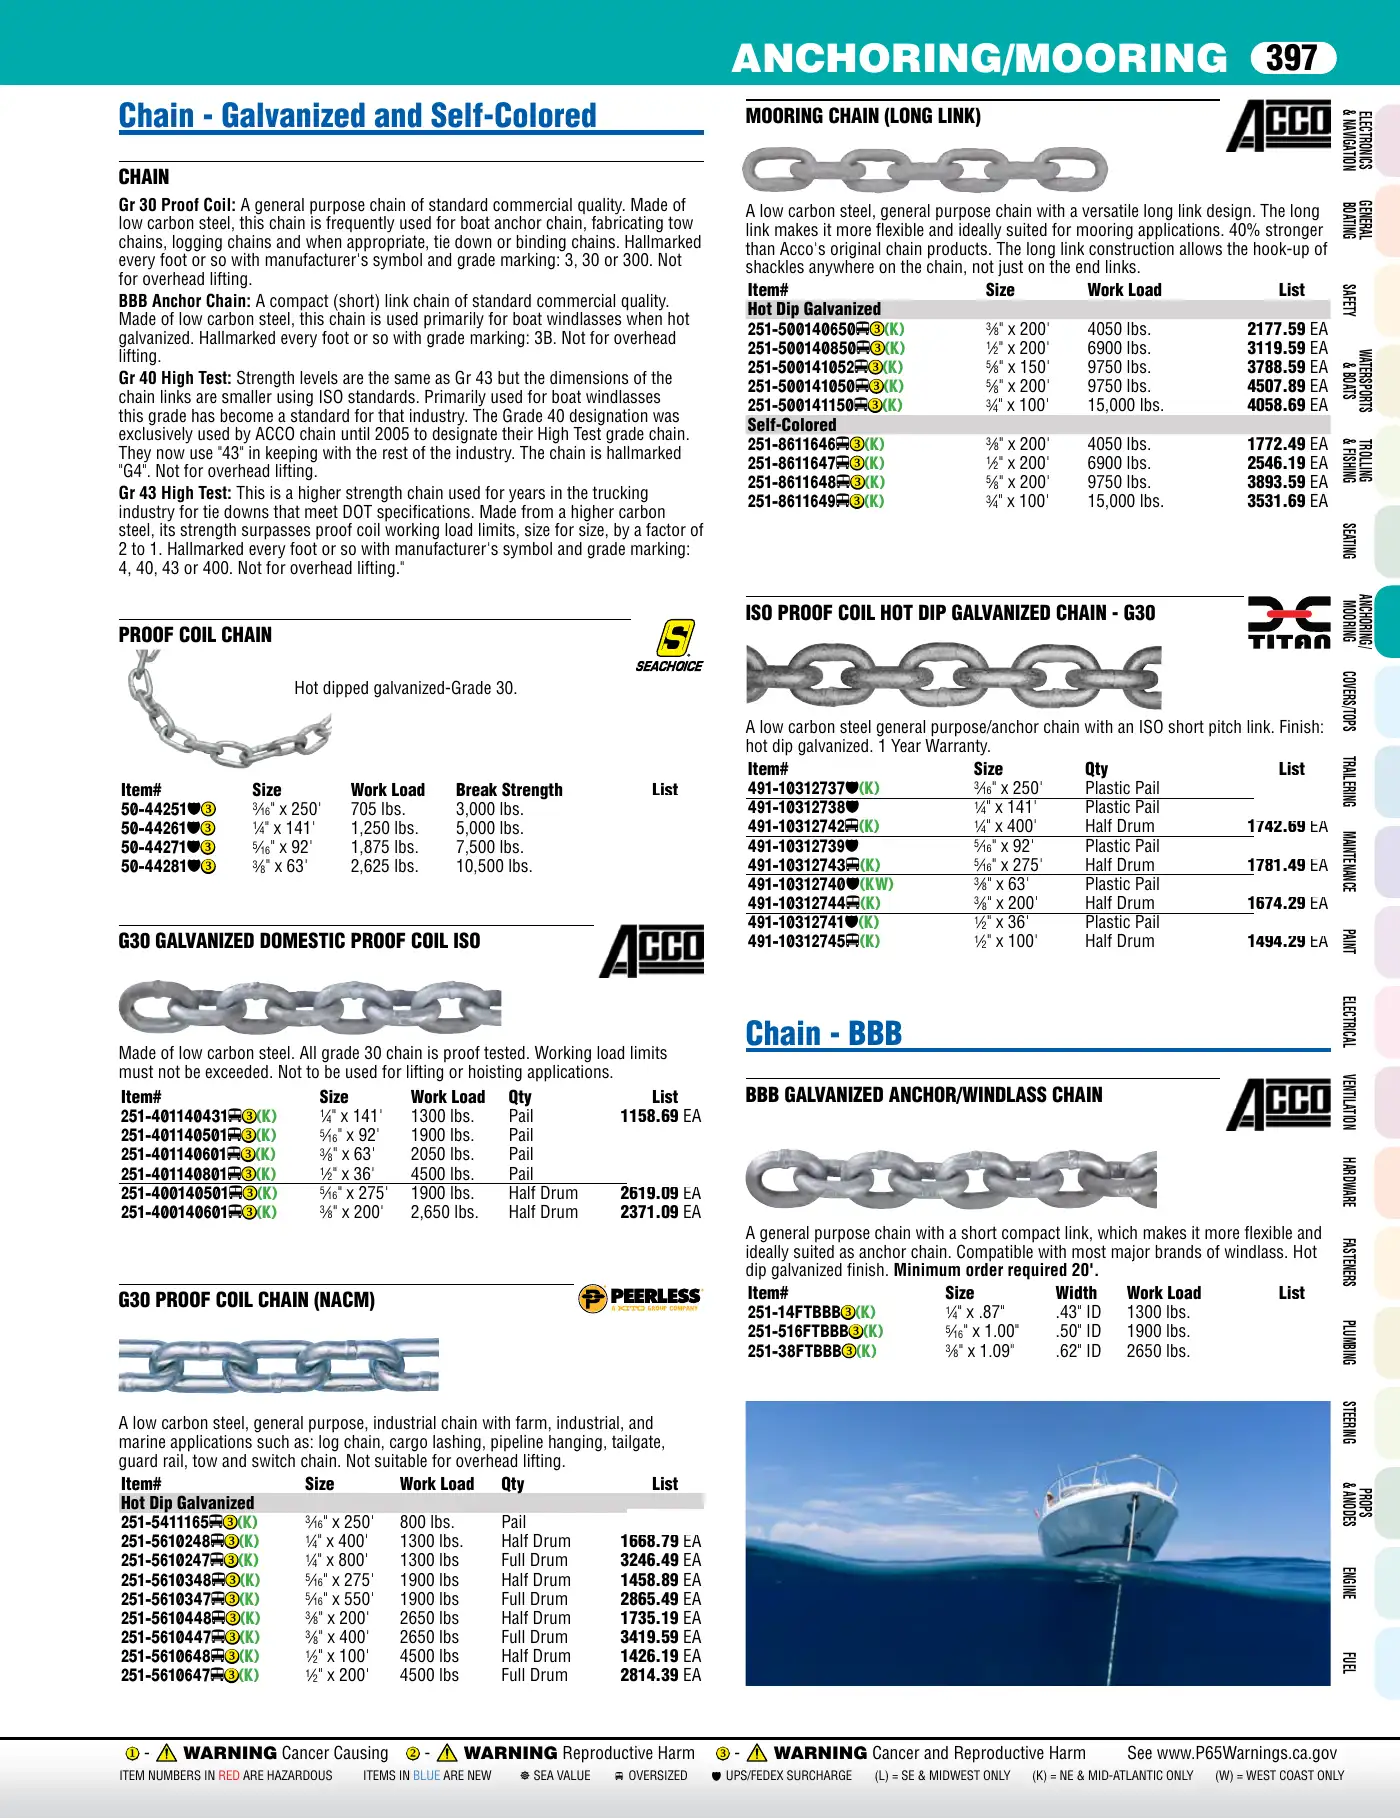 ANCHORING/MOORING 397
Chain - Galvanized and Self-Colored
CHAIN
Gr 30 Proof Coil: A general purpose chain of standard commercial quality. Made of
low carbon steel, this chain is frequently used for boat anchor chain, fabricating tow
chains, logging chains and when appropriate, tie down or binding chains. Hallmarked
every foot or so with manufacturer's symbol and grade marking: 3, 30 or 300. Not
for overhead lifting.
BBB Anchor Chain: A compact (short) link chain of standard commercial quality.
Made of low carbon steel, this chain is used primarily for boat windlasses when hot
galvanized. Hallmarked every foot or so with grade marking: 3B. Not for overhead
lifting.
Gr 40 High Test: Strength levels are the same as Gr 43 but the dimensions of the
chain links are smaller using ISO standards. Primarily used for boat windlasses
this grade has become a standard for that industry. The Grade 40 designation was
exclusively used by ACCO chain until 2005 to designate their High Test grade chain.
They now use "43" in keeping with the rest of the industry. The chain is hallmarked
"G4". Not for overhead lifting.
Gr 43 High Test: This is a higher strength chain used for years in the trucking
industry for tie downs that meet DOT specifications. Made from a higher carbon
steel, its strength surpasses proof coil working load limits, size for size, by a factor of
2 to 1. Hallmarked every foot or so with manufacturer's symbol and grade marking:
4, 40, 43 or 400. Not for overhead lifting."
PROOF COIL CHAIN
S
SEACHOICE
Hot dipped galvanized-Grade 30.
Item# Size Work Load Break Strength List
50-44251 3 3/16" x 250' 705 lbs. 3,000 lbs.
50-44261 3 1/4" x 141' 1,250 lbs. 5,000 lbs.
50-44271 3 5/16" x 92' 1,875 lbs. 7,500 lbs.
50-44281 3 3/8" x 63' 2,625 lbs. 10,500 lbs.
G30 GALVANIZED DOMESTIC PROOF COIL ISO
ACCO
Made of low carbon steel. All grade 30 chain is proof tested. Working load limits
must not be exceeded. Not to be used for lifting or hoisting applications.
Item# Size Work Load Qty List
251-401140431 3 (K) 1/4" x 141' 1300 lbs. Pail 1158.69 EA
251-401140501 3 (K) 5/16" x 92' 1900 lbs. Pail
251-401140601 3 (K) 3/8" x 63' 2050 lbs. Pail
251-401140801 3 (K) 1/2" x 36' 4500 lbs. Pail
251-400140501 3 (K) 5/16" x 275' 1900 lbs. Half Drum 2619.09 EA
251-400140601 3 (K) 3/8" x 200' 2,650 lbs. Half Drum 2371.09 EA
G30 PROOF COIL CHAIN (NACM)
P PEERLESS
A KITO GROUP COMPANY
A low carbon steel, general purpose, industrial chain with farm, industrial, and
marine applications such as: log chain, cargo lashing, pipeline hanging, tailgate,
guard rail, tow and switch chain. Not suitable for overhead lifting.
Item# Size Work Load Qty List
Hot Dip Galvanized
251-5411165 3 (K) 3/16" x 250' 800 lbs. Pail
251-5610248 3 (K) 1/4" x 400' 1300 lbs. Half Drum 1668.79 EA
251-5610247 3 (K) 1/4" x 800' 1300 lbs Full Drum 3246.49 EA
251-5610348 3 (K) 5/16" x 275' 1900 lbs Half Drum 1458.89 EA
251-5610347 3 (K) 5/16" x 550' 1900 lbs Full Drum 2865.49 EA
251-5610448 3 (K) 3/8" x 200' 2650 lbs Half Drum 1735.19 EA
251-5610447 3 (K) 3/8" x 400' 2650 lbs Full Drum 3419.59 EA
251-5610648 3 (K) 1/2" x 100' 4500 lbs Half Drum 1426.19 EA
251-5610647 3 (K) 1/2" x 200' 4500 lbs Full Drum 2814.39 EA
MOORING CHAIN (LONG LINK)
ACCO
A low carbon steel, general purpose chain with a versatile long link design. The long
link makes it more flexible and ideally suited for mooring applications. 40% stronger
than Acco's original chain products. The long link construction allows the hook-up of
shackles anywhere on the chain, not just on the end links.
Item# Size Work Load List
Hot Dip Galvanized
251-500140650 3 (K) 3/8" x 200' 4050 lbs. 2177.59 EA
251-500140850 3 (K) 1/2" x 200' 6900 lbs. 3119.59 EA
251-500141052 3 (K) 5/8" x 150' 9750 lbs. 3788.59 EA
251-500141050 3 (K) 5/8" x 200' 9750 lbs. 4507.89 EA
251-500141150 3 (K) 3/4" x 100' 15,000 lbs. 4058.69 EA
Self-Colored
251-8611646 3 (K) 3/8" x 200' 4050 lbs. 1772.49 EA
251-8611647 3 (K) 1/2" x 200' 6900 lbs. 2546.19 EA
251-8611648 3 (K) 5/8" x 200' 9750 lbs. 3893.59 EA
251-8611649 3 (K) 3/4" x 100' 15,000 lbs. 3531.69 EA
ISO PROOF COIL HOT DIP GALVANIZED CHAIN - G30
TITAN
A low carbon steel general purpose/anchor chain with an ISO short pitch link. Finish:
hot dip galvanized. 1 Year Warranty.
Item# Size Qty List
491-10312737 (K) 3/16" x 250' Plastic Pail
491-10312738 1/4" x 141' Plastic Pail
491-10312742 (K) 1/4" x 400' Half Drum 1742.69 EA
491-10312739 5/16" x 92' Plastic Pail
491-10312743 (K) 5/16" x 275' Half Drum 1781.49 EA
491-10312740 (KW) 3/8" x 63' Plastic Pail
491-10312744 (K) 3/8" x 200' Half Drum 1674.29 EA
491-10312741 (K) 1/2" x 36' Plastic Pail
491-10312745 (K) 1/2" x 100' Half Drum 1494.29 EA
Chain - BBB
BBB GALVANIZED ANCHOR/WINDLASS CHAIN
ACCO
A general purpose chain with a short compact link, which makes it more flexible and
ideally suited as anchor chain. Compatible with most major brands of windlass. Hot
dip galvanized finish. Minimum order required 20'.
Item# Size Width Work Load List
251-14FTBBB 3 (K) 1/4" x .87" .43" ID 1300 lbs.
251-516FTBBB 3 (K) 5/16" x 1.00" .50" ID 1900 lbs.
251-38FTBBB 3 (K) 3/8" x 1.09" .62" ID 2650 lbs.
ELECTRONICS
& NAVIGATION
GENERAL
BOATING
SAFETY
WATERSPORTS
& BOATS
TROLLING
& FISHING
SEATING
ANCHORING/
MOORING
COVERS/TOPS
TRAILERING
MAINTENANCE
PAINT
ELECTRICAL
VENTILATION
HARDWARE
FASTENERS
PLUMBING
STEERING
PROPS
& ANODES
ENGINE
FUEL
1 - WARNING Cancer Causing 2 - WARNING Reproductive Harm 3 - WARNING Cancer and Reproductive Harm See www.P65Warnings.ca.gov
ITEM NUMBERS IN RED ARE HAZARDOUS ITEMS IN BLUE ARE NEW SEA VALUE OVERSIZED UPS/FEDEX SURCHARGE (L) = SE & MIDWEST ONLY (K) = NE & MID-ATLANTIC ONLY (W) = WEST COAST ONLY